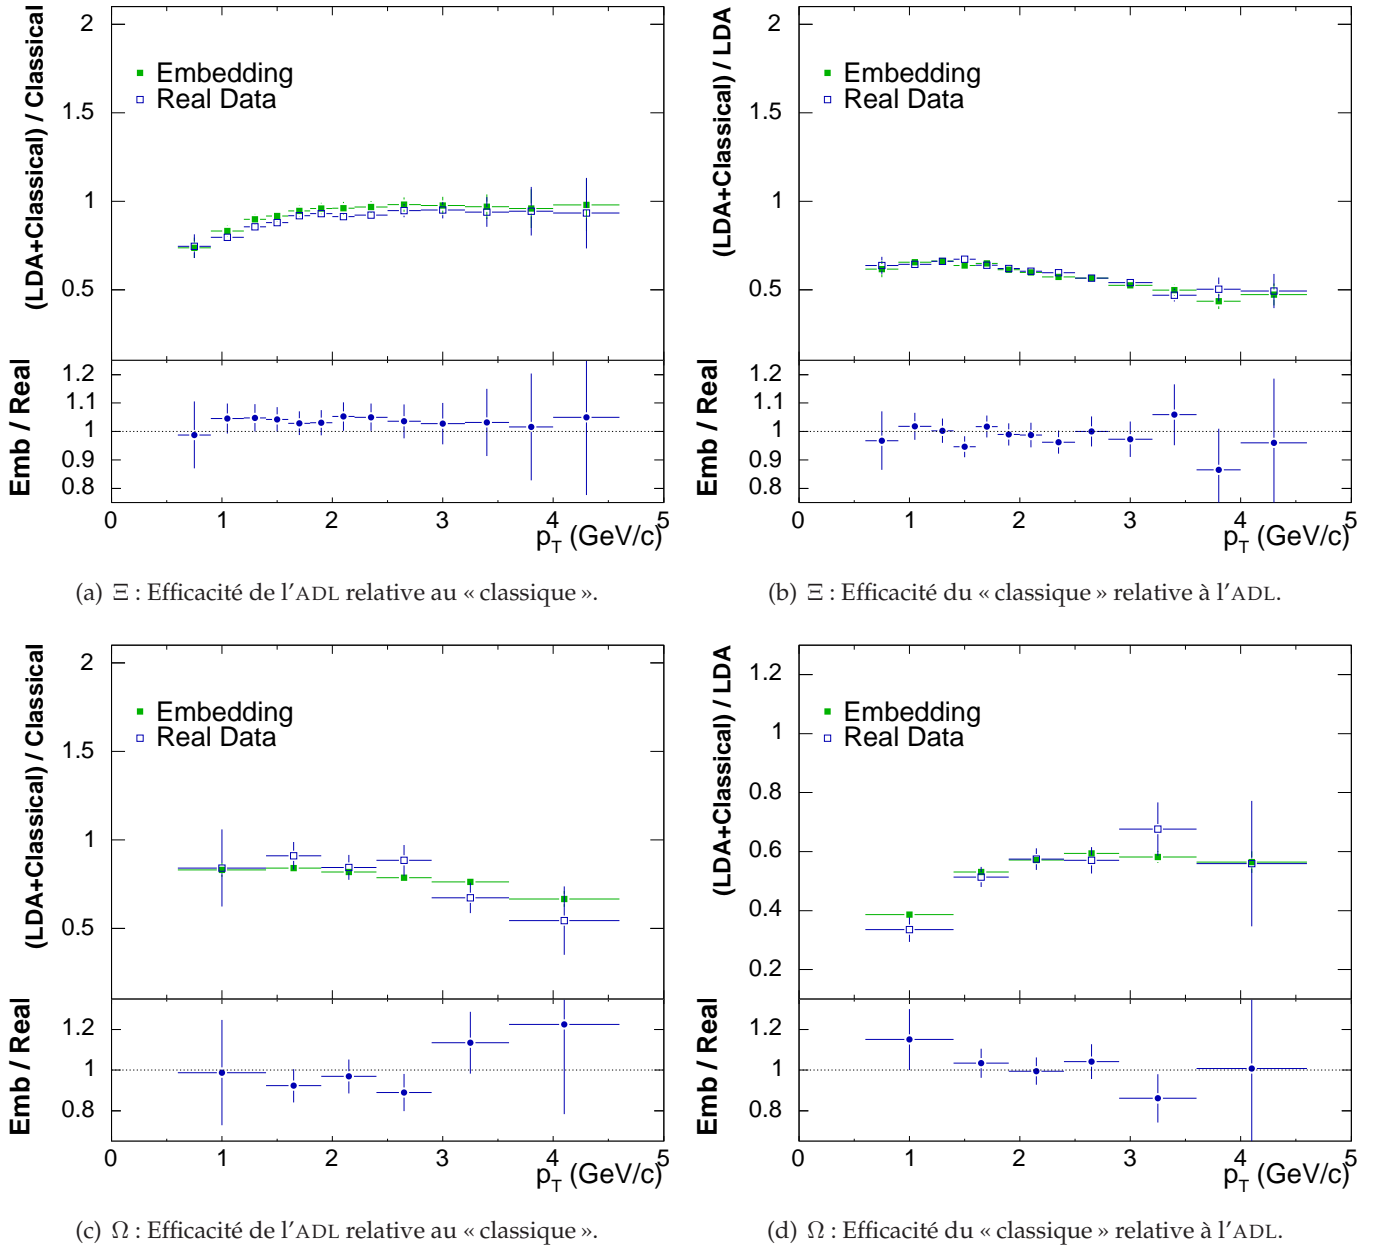 (LDA+Classical) / Classical
2
1.5
1
0.5
Embedding
Real Data
Emb / Real
1.2
1.1
1
0.9
0.8
0 1 2 3 4 5
p_T (GeV/c)
(a) Ξ : Efficacité de l'ADL relative au « classique ».
(LDA+Classical) / LDA
2
1.5
1
0.5
Embedding
Real Data
Emb / Real
1.2
1.1
1
0.9
0.8
0 1 2 3 4 5
p_T (GeV/c)
(b) Ξ : Efficacité du « classique » relative à l'ADL.
(LDA+Classical) / Classical
2
1.5
1
0.5
Embedding
Real Data
Emb / Real
1.2
1
0.8
0 1 2 3 4 5
p_T (GeV/c)
(c) Ω : Efficacité de l'ADL relative au « classique ».
(LDA+Classical) / LDA
1.2
1
0.8
0.6
0.4
0.2
Embedding
Real Data
Emb / Real
1.2
1
0.8
0 1 2 3 4 5
p_T (GeV/c)
(d) Ω : Efficacité du « classique » relative à l'ADL.